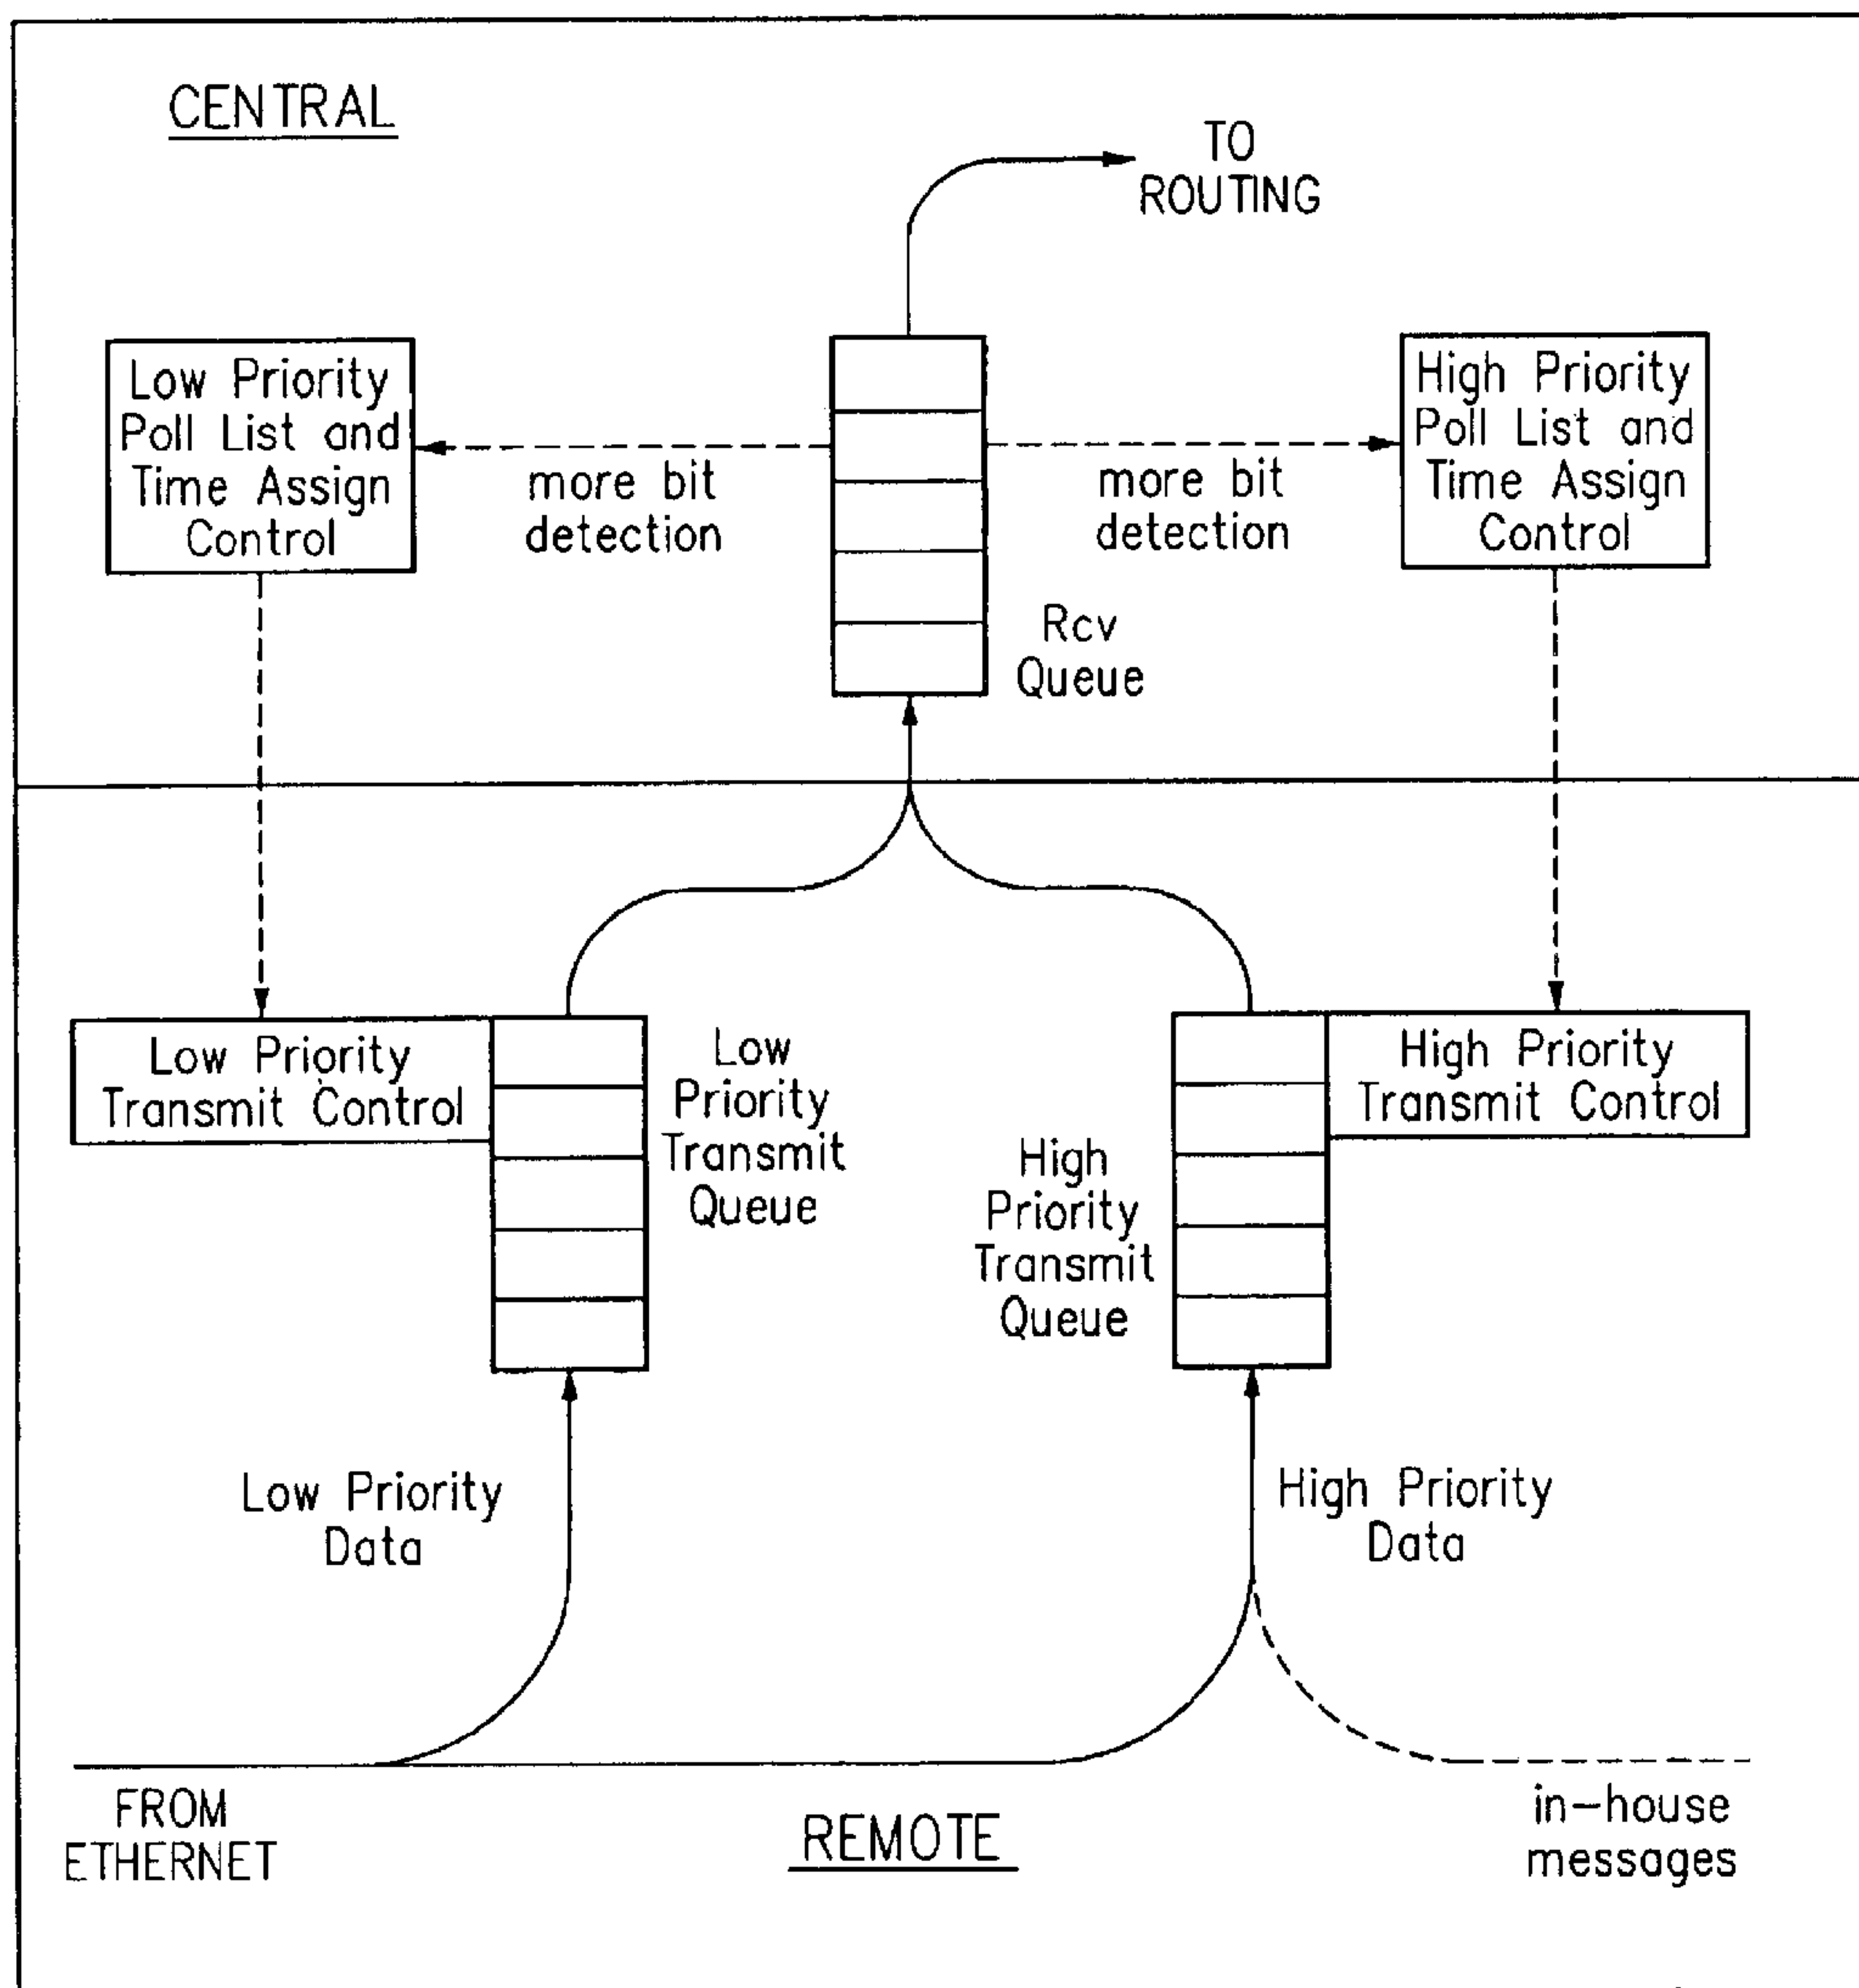 CENTRAL
TO
ROUTING
Low Priority
Poll List and
Time Assign
Control
more bit
detection
more bit
detection
High Priority
Poll List and
Time Assign
Control
Rcv
Queue
Low Priority
Transmit Control
Low
Priority
Transmit
Queue
High
Priority
Transmit
Queue
High Priority
Transmit Control
Low Priority
Data
High Priority
Data
FROM
ETHERNET
REMOTE
in-house
messages